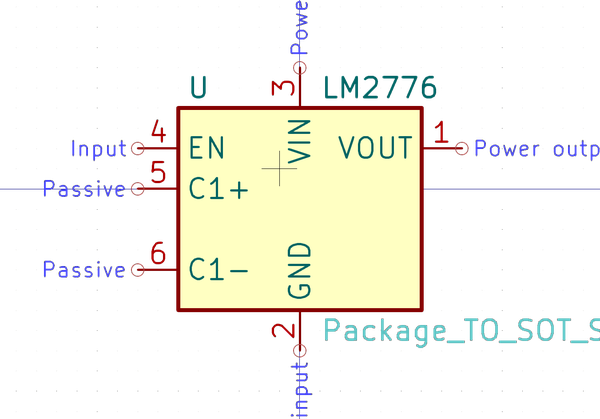 Powe
U
3
LM2776
Input
4
EN
VIN
VOUT
1
Power outp
Passive
5
C1+
Passive
6
C1-
GND
2
Package_TO_SOT_S
input